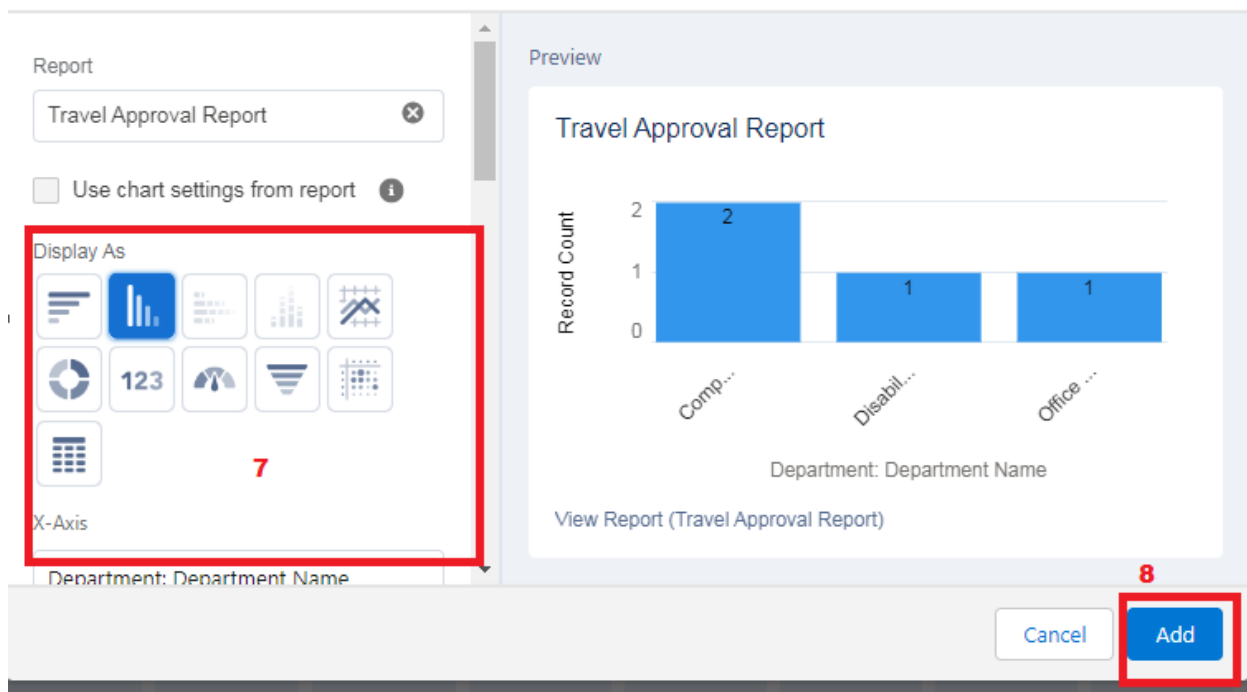 Report
Travel Approval Report
Use chart settings from report
Display As
123
7
X-Axis
Department: Department Name
Preview
Travel Approval Report
Record Count
2
1
0
2
1
1
Comp...
Disabil...
Office ...
Department: Department Name
View Report (Travel Approval Report)
8
Cancel
Add